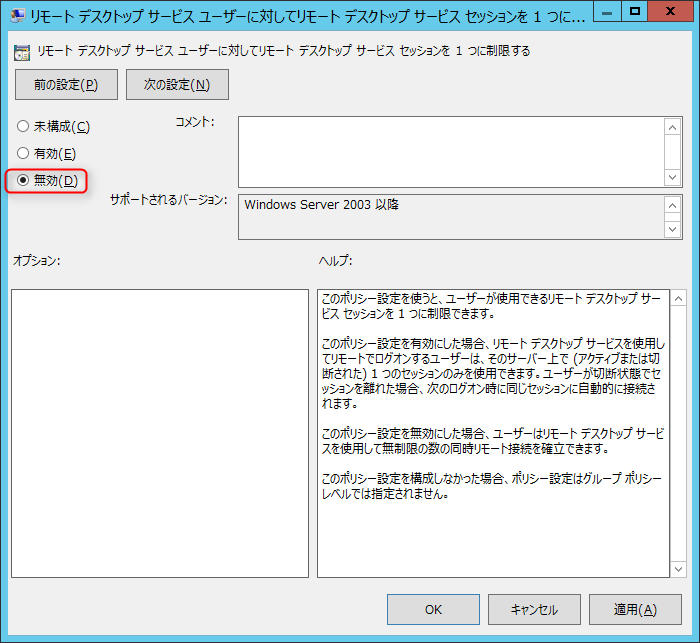 リモート デスクトップ サービス ユーザーに対してリモート デスクトップ サービス セッションを 1 つに...
リモート デスクトップ サービス ユーザーに対してリモート デスクトップ サービス セッションを 1 つに制限する
前の設定(P)
次の設定(N)
未構成(C)
コメント:
有効(E)
無効(D)
サポートされるバージョン:
Windows Server 2003 以降
オプション:
ヘルプ:
このポリシー設定を使うと、ユーザーが使用できるリモート デスクトップ サー
ビス セッションを 1 つに制限できます。
このポリシー設定を有効にした場合、リモート デスクトップ サービスを使用し
てリモートでログオンするユーザーは、そのサーバー上で (アクティブまたは切
断された) 1 つのセッションのみを使用できます。ユーザーが切断状態でセ
ッションを離れた場合、次のログオン時に同じセッションに自動的に接続さ
れます。
このポリシー設定を無効にした場合、ユーザーはリモート デスクトップ サービ
スを使用して無制限の数の同時リモート接続を確立できます。
このポリシー設定を構成しなかった場合、ポリシー設定はグループ ポリシー
レベルでは指定されません。
OK
キャンセル
適用(A)